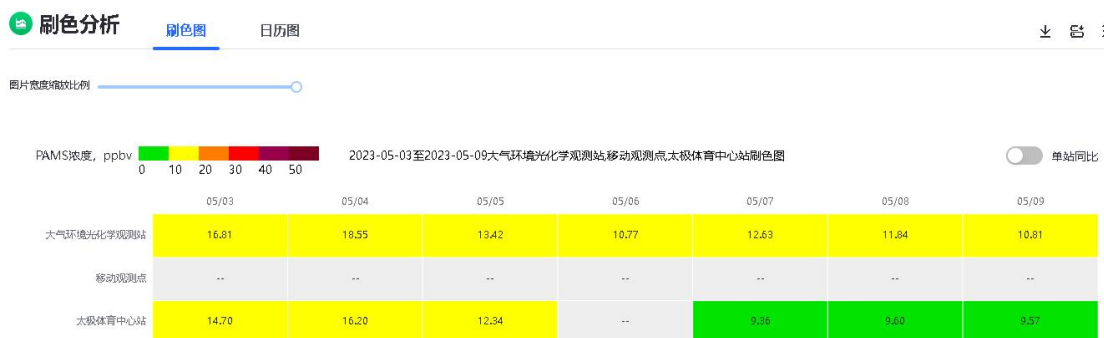 刷色分析 刷色图 日历图
图片宽度缩放比例
PAMS浓度, ppbv 2023-05-03至2023-05-09大气环境光化学观测站,移动观测点,太极体育中心站刷色图 单站同比
0 10 20 30 40 50
05/03 05/04 05/05 05/06 05/07 05/08 05/09
大气环境光化学观测站 16.81 18.55 13.42 10.77 12.63 11.84 10.81
移动观测点 -- -- -- -- -- -- --
太极体育中心站 14.70 16.20 12.34 -- 9.36 9.60 9.57